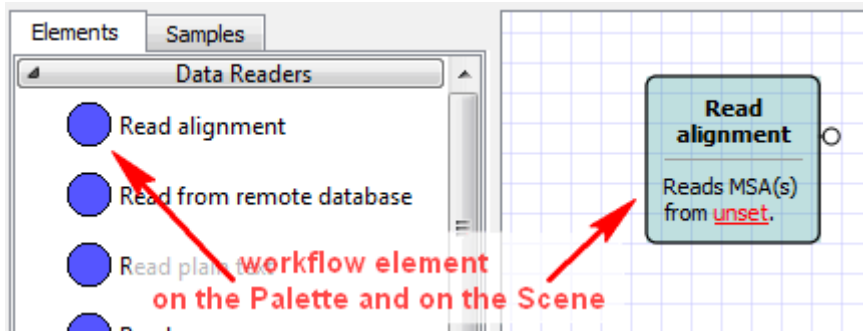 Elements
Samples
Data Readers
Read alignment
Read from remote database
Read plain text
workflow element
on the Palette and on the Scene
Read
alignment
Reads MSA(s)
from unset.